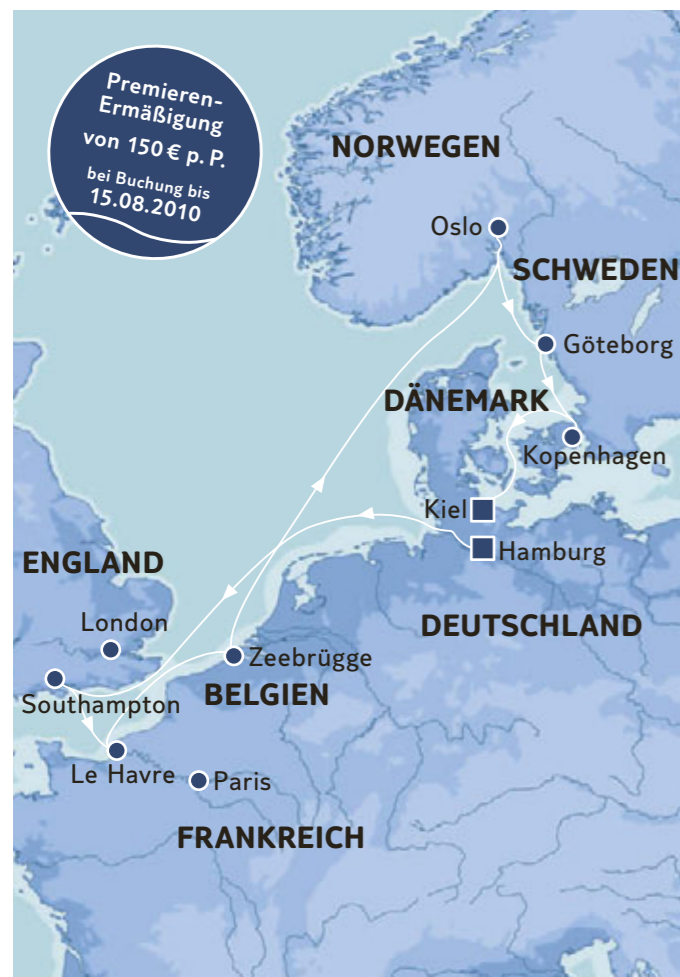 Premieren-
Ermäßigung
von 150 € p. P.
bei Buchung bis
15.08.2010
NORWEGEN
Oslo
SCHWEDEN
Göteborg
DÄNEMARK
Kopenhagen
Kiel
Hamburg
ENGLAND
DEUTSCHLAND
London
Zeebrügge
Southampton
BELGIEN
Le Havre
Paris
FRANKREICH